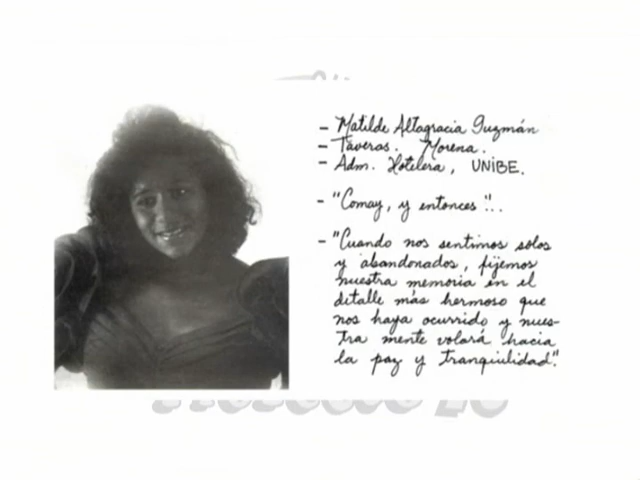 - Matilde Altagracia Guzmán
- Taveras. Morena.
- Adm. Hotelera, UNIBE.
- "Comay, y entonces"!..
- "Cuando nos sentimos solos
y abandonados, fijemos
nuestra memoria en el
detalle más hermoso que
nos haya ocurrido y nues-
tra mente volará hacia
la paz y tranquilidad".